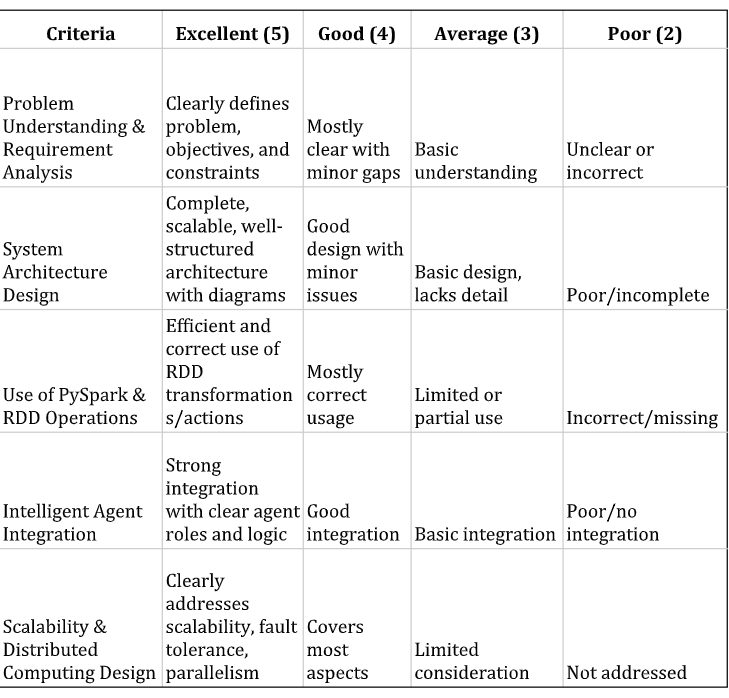 Criteria Excellent (5) Good (4) Average (3) Poor (2)
Problem
Understanding &
Requirement
Analysis
Clearly defines
problem,
objectives, and
constraints
Mostly
clear with
minor gaps
Basic
understanding
Unclear or
incorrect
System
Architecture
Design
Complete,
scalable, well-
structured
architecture
with diagrams
Good
design with
minor
issues
Basic design,
lacks detail
Poor/incomplete
Use of PySpark &
RDD Operations
Efficient and
correct use of
RDD
transformation
s/actions
Mostly
correct
usage
Limited or
partial use
Incorrect/missing
Intelligent Agent
Integration
Strong
integration
with clear agent
roles and logic
Good
integration
Basic integration
Poor/no
integration
Scalability &
Distributed
Computing Design
Clearly
addresses
scalability, fault
tolerance,
parallelism
Covers
most
aspects
Limited
consideration
Not addressed